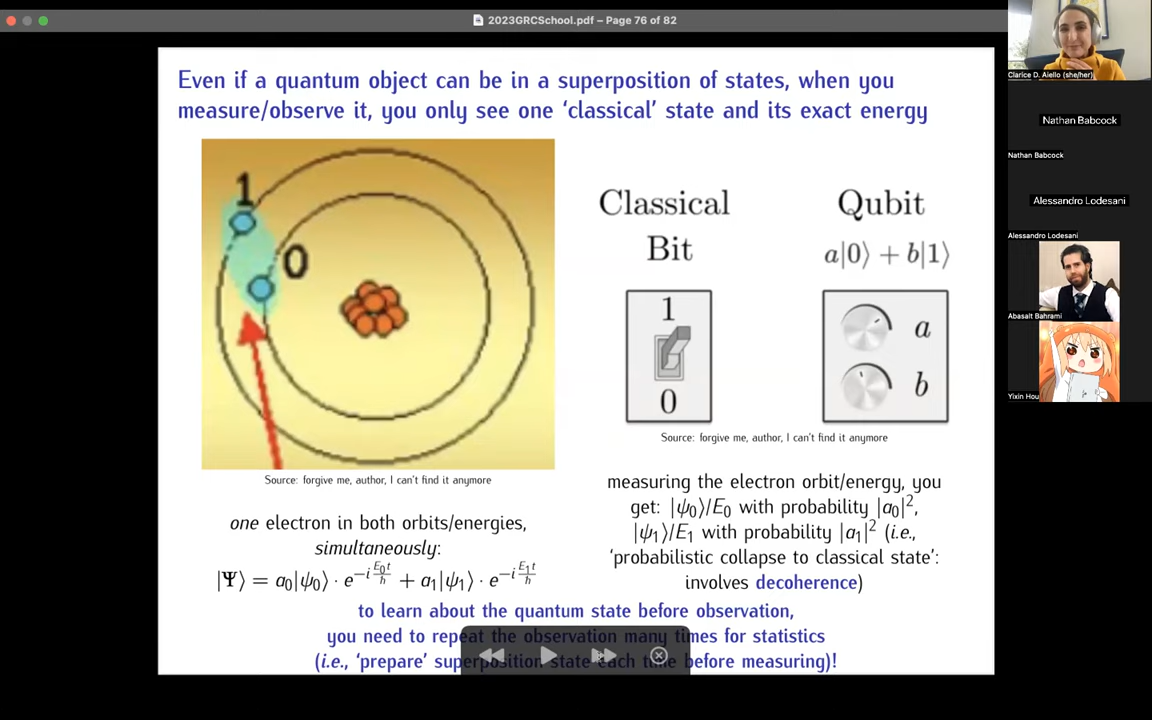 2023GRCSchool.pdf – Page 76 of 82
Even if a quantum object can be in a superposition of states, when you
measure/observe it, you only see one ‘classical’ state and its exact energy
1
0
Source: forgive me, author, I can't find it anymore
one electron in both orbits/energies,
simultaneously:
|Ψ⟩ = a₀|ψ₀⟩ · e^{-i E₀t/ħ} + a₁|ψ₁⟩ · e^{-i E₁t/ħ}
Classical
Bit
1
0
Qubit
a|0⟩ + b|1⟩
a
b
Source: forgive me, author, I can't find it anymore
measuring the electron orbit/energy, you
get: |ψ₀⟩/E₀ with probability |a₀|²,
|ψ₁⟩/E₁ with probability |a₁|² (i.e.,
‘probabilistic collapse to classical state’:
involves decoherence)
to learn about the quantum state before observation,
you need to repeat the observation many times for statistics
(i.e., ‘prepare’ superposition state each time before measuring)!
Clarice D. Aiello (she/her)
Nathan Babcock
Nathan Babcock
Alessandro Lodesani
Alessandro Lodesani
Abasalt Bahrami
Yixin Hou